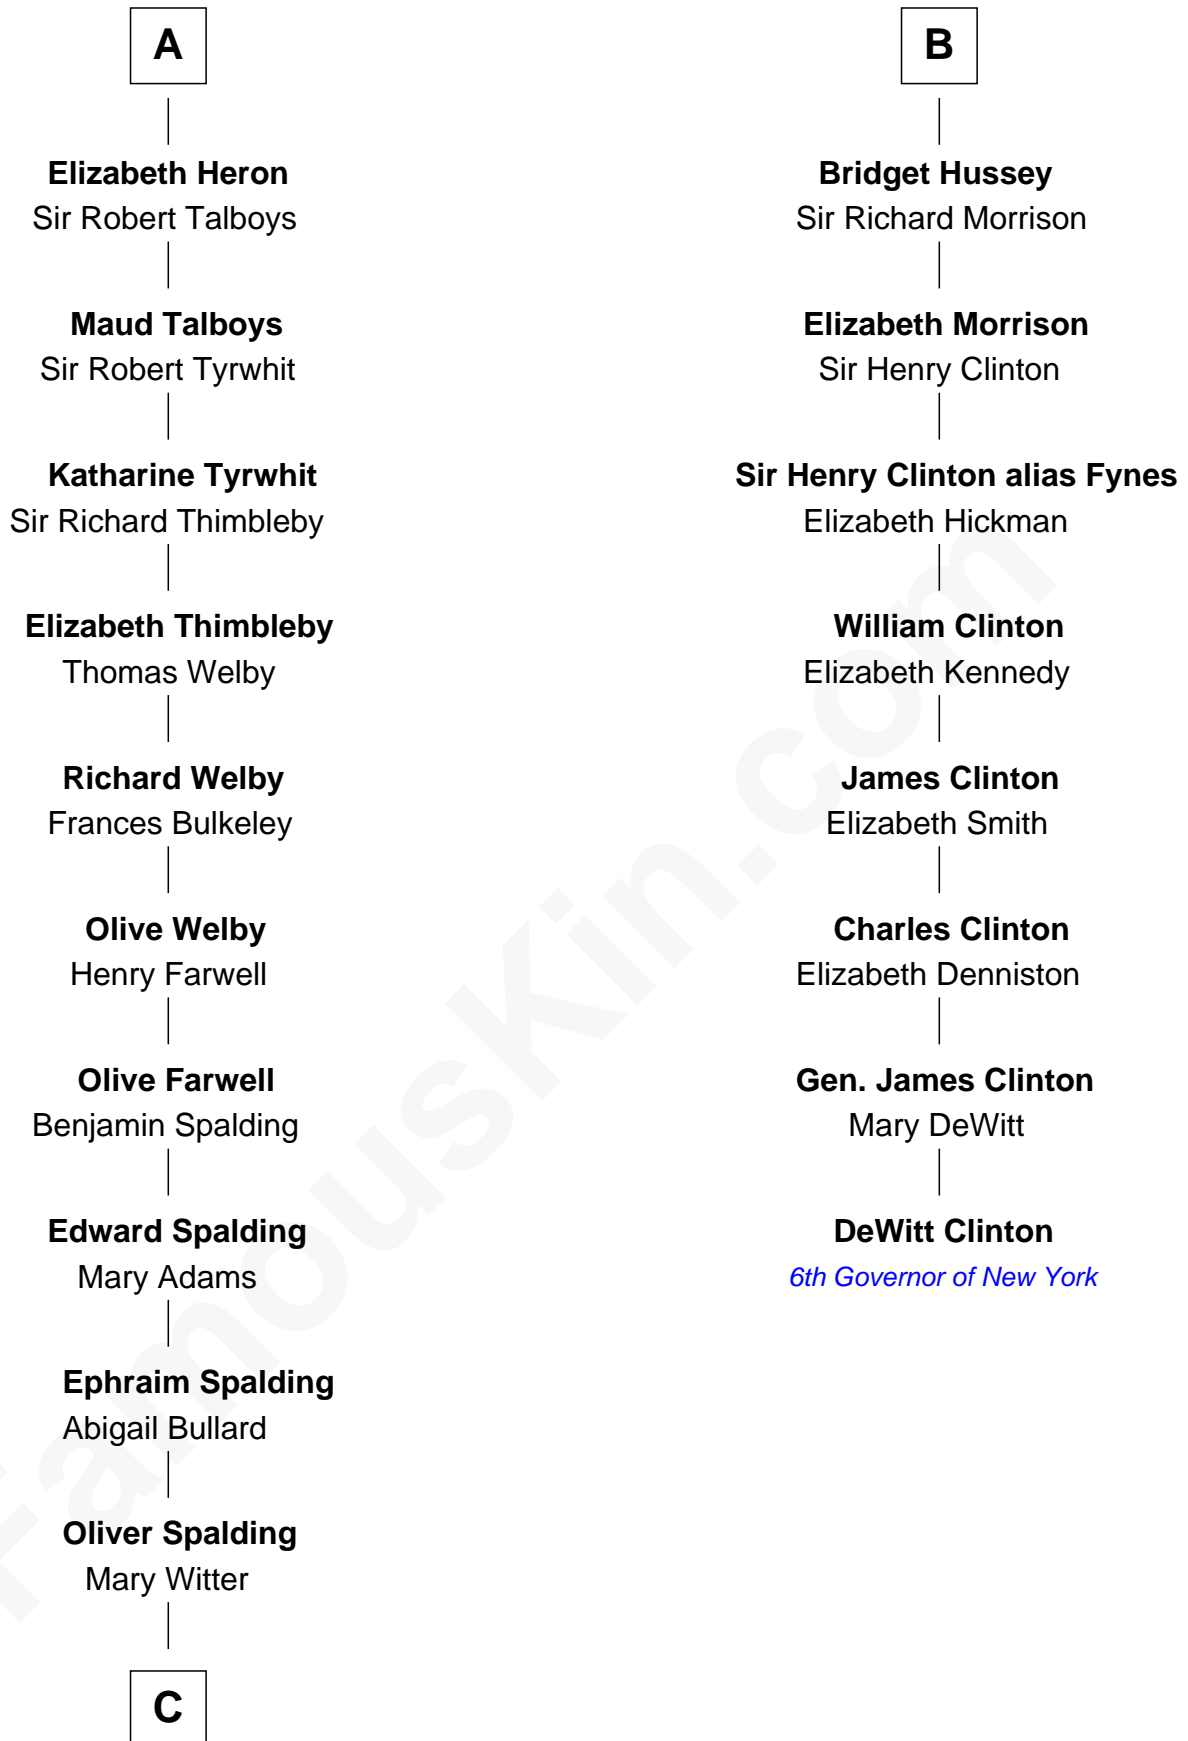 A
Elizabeth Heron
Sir Robert Talboys
Maud Talboys
Sir Robert Tyrwhit
Katharine Tyrwhit
Sir Richard Thimbleby
Elizabeth Thimbleby
Thomas Welby
Richard Welby
Frances Bulkeley
Olive Welby
Henry Farwell
Olive Farwell
Benjamin Spalding
Edward Spalding
Mary Adams
Ephraim Spalding
Abigail Bullard
Oliver Spalding
Mary Witter
C
B
Bridget Hussey
Sir Richard Morrison
Elizabeth Morrison
Sir Henry Clinton
Sir Henry Clinton alias Fynes
Elizabeth Hickman
William Clinton
Elizabeth Kennedy
James Clinton
Elizabeth Smith
Charles Clinton
Elizabeth Denniston
Gen. James Clinton
Mary DeWitt
DeWitt Clinton
6th Governor of New York
FamousKin.com